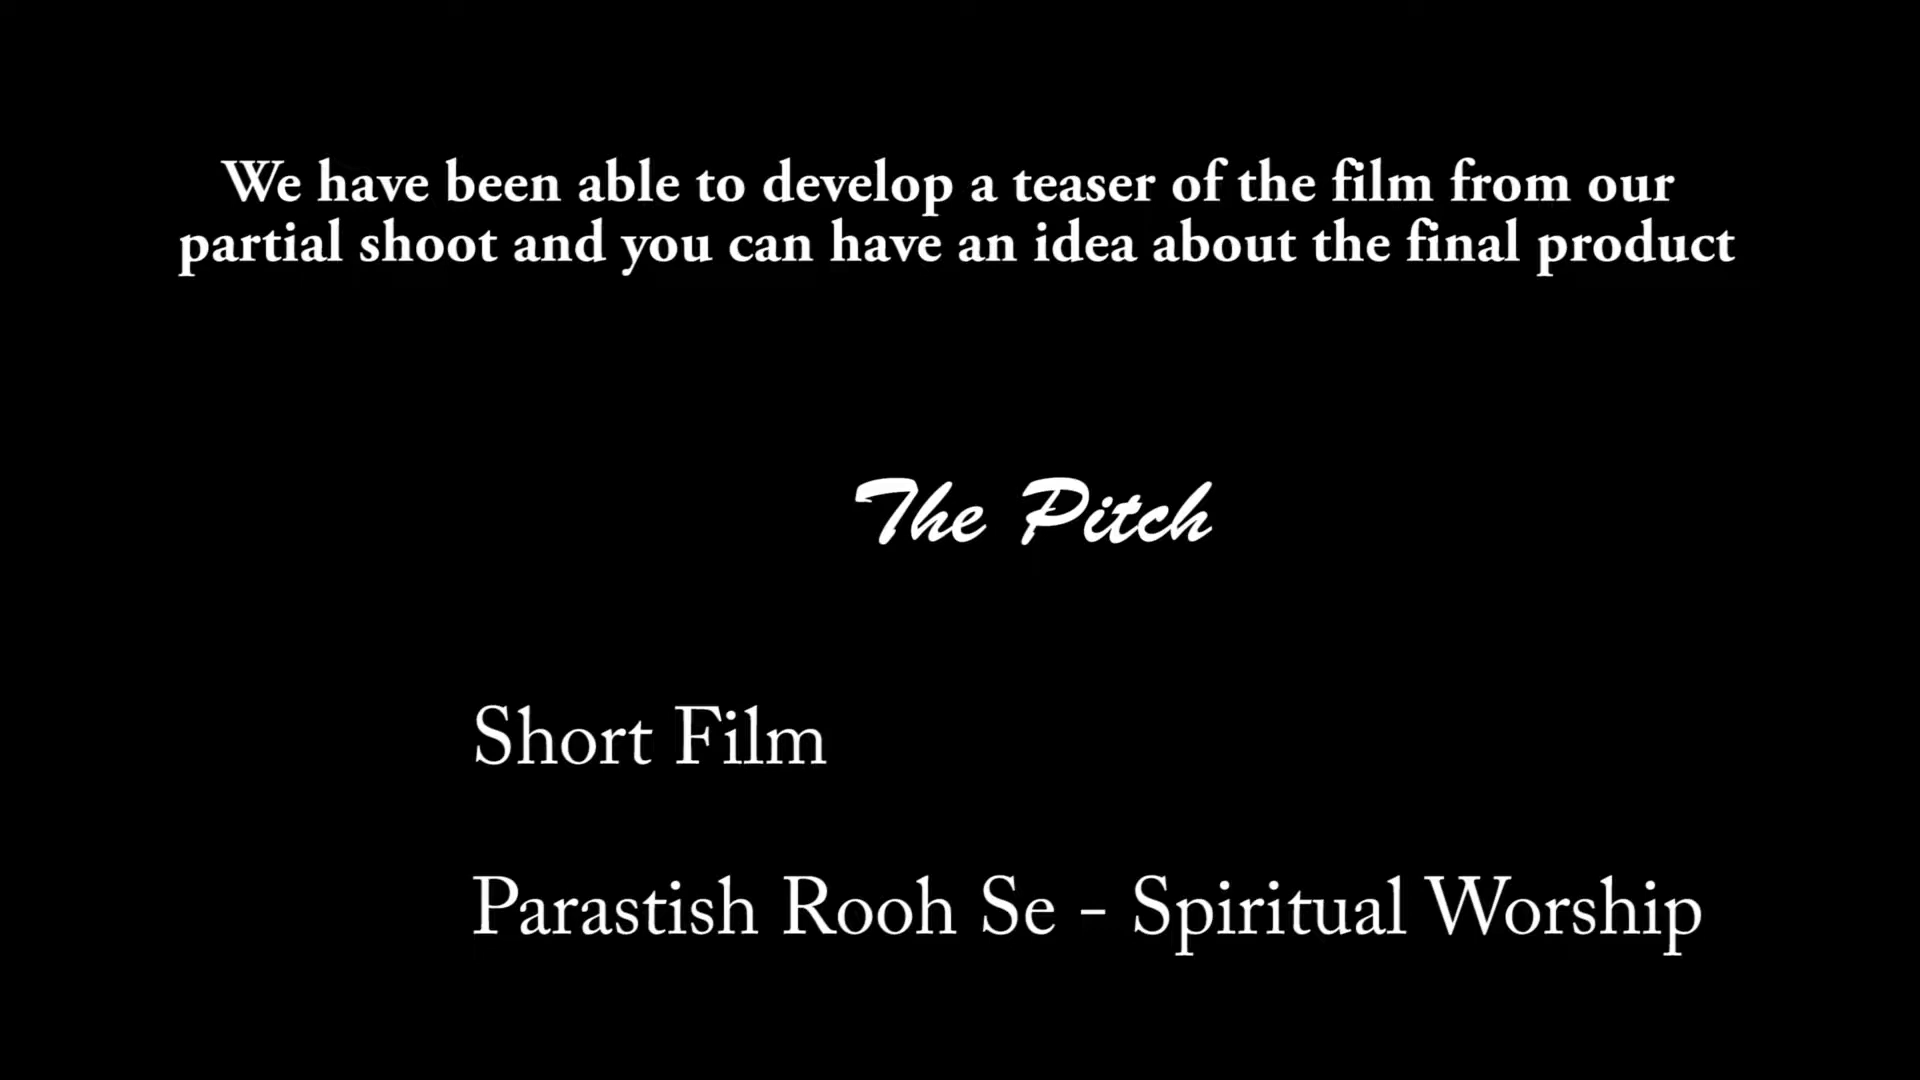 We have been able to develop a teaser of the film from our
partial shoot and you can have an idea about the final product
The Pitch
Short Film
Parastish Rooh Se - Spiritual Worship